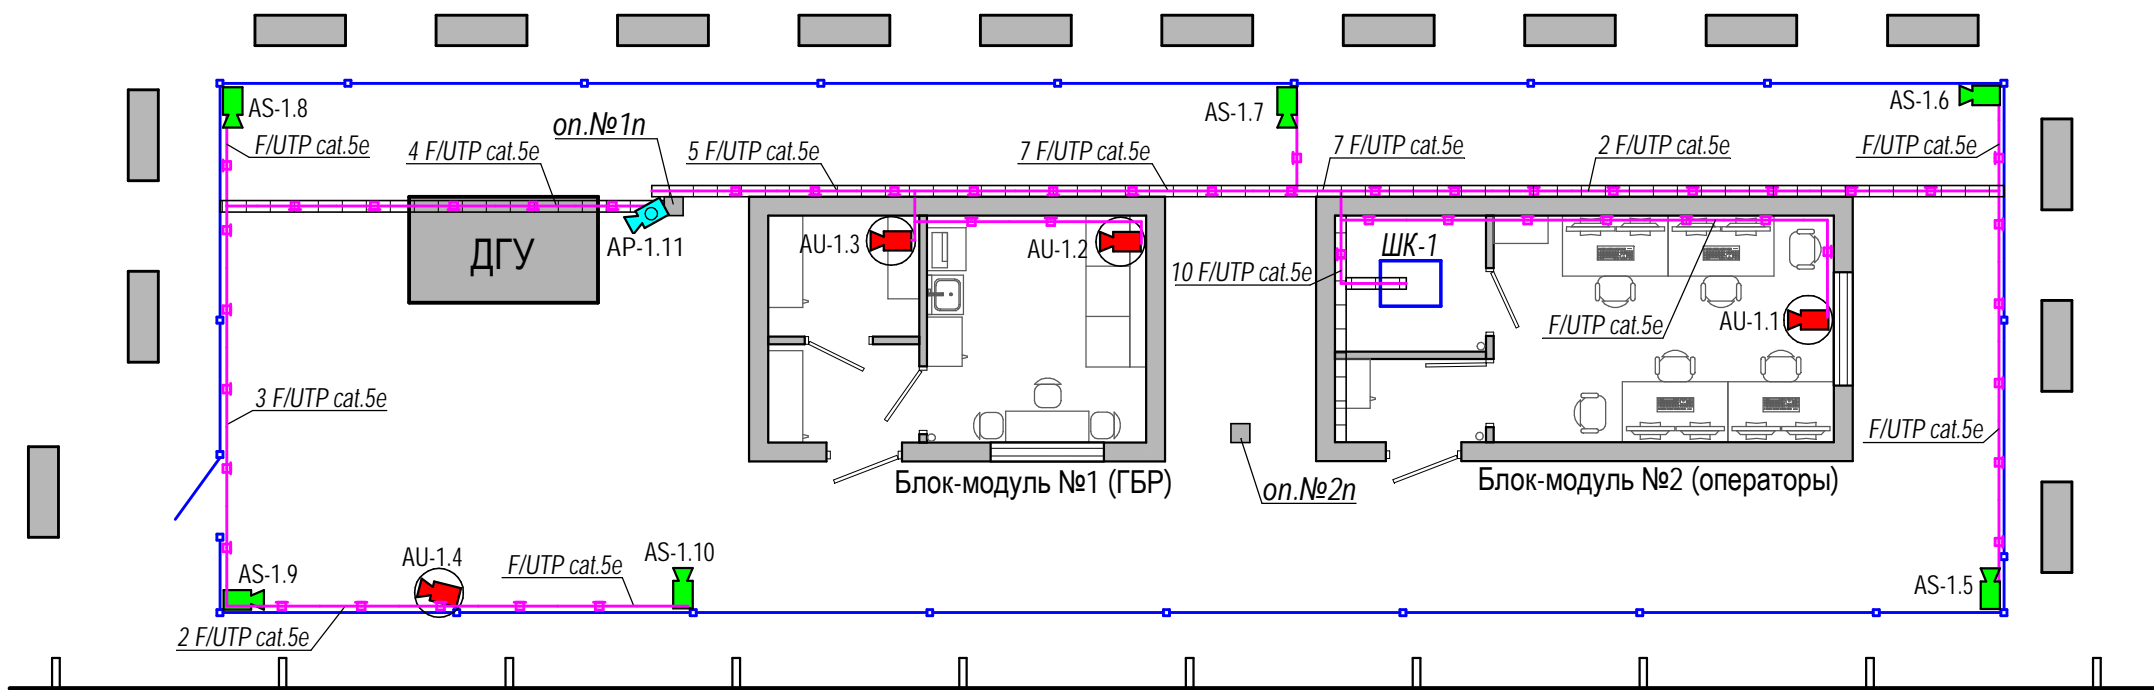 AS-1.8
AS-1.7
AS-1.6
оп.№1п
F/UTP cat.5e
4 F/UTP cat.5e
5 F/UTP cat.5e
7 F/UTP cat.5e
7 F/UTP cat.5e
2 F/UTP cat.5e
F/UTP cat.5e
ДГУ
AP-1.11
AU-1.3
AU-1.2
ШК-1
10 F/UTP cat.5e
AU-1.1
F/UTP cat.5e
3 F/UTP cat.5e
F/UTP cat.5e
Блок-модуль №1 (ГБР)
оп.№2п
Блок-модуль №2 (операторы)
AS-1.9
AU-1.4
F/UTP cat.5e
AS-1.10
AS-1.5
2 F/UTP cat.5e